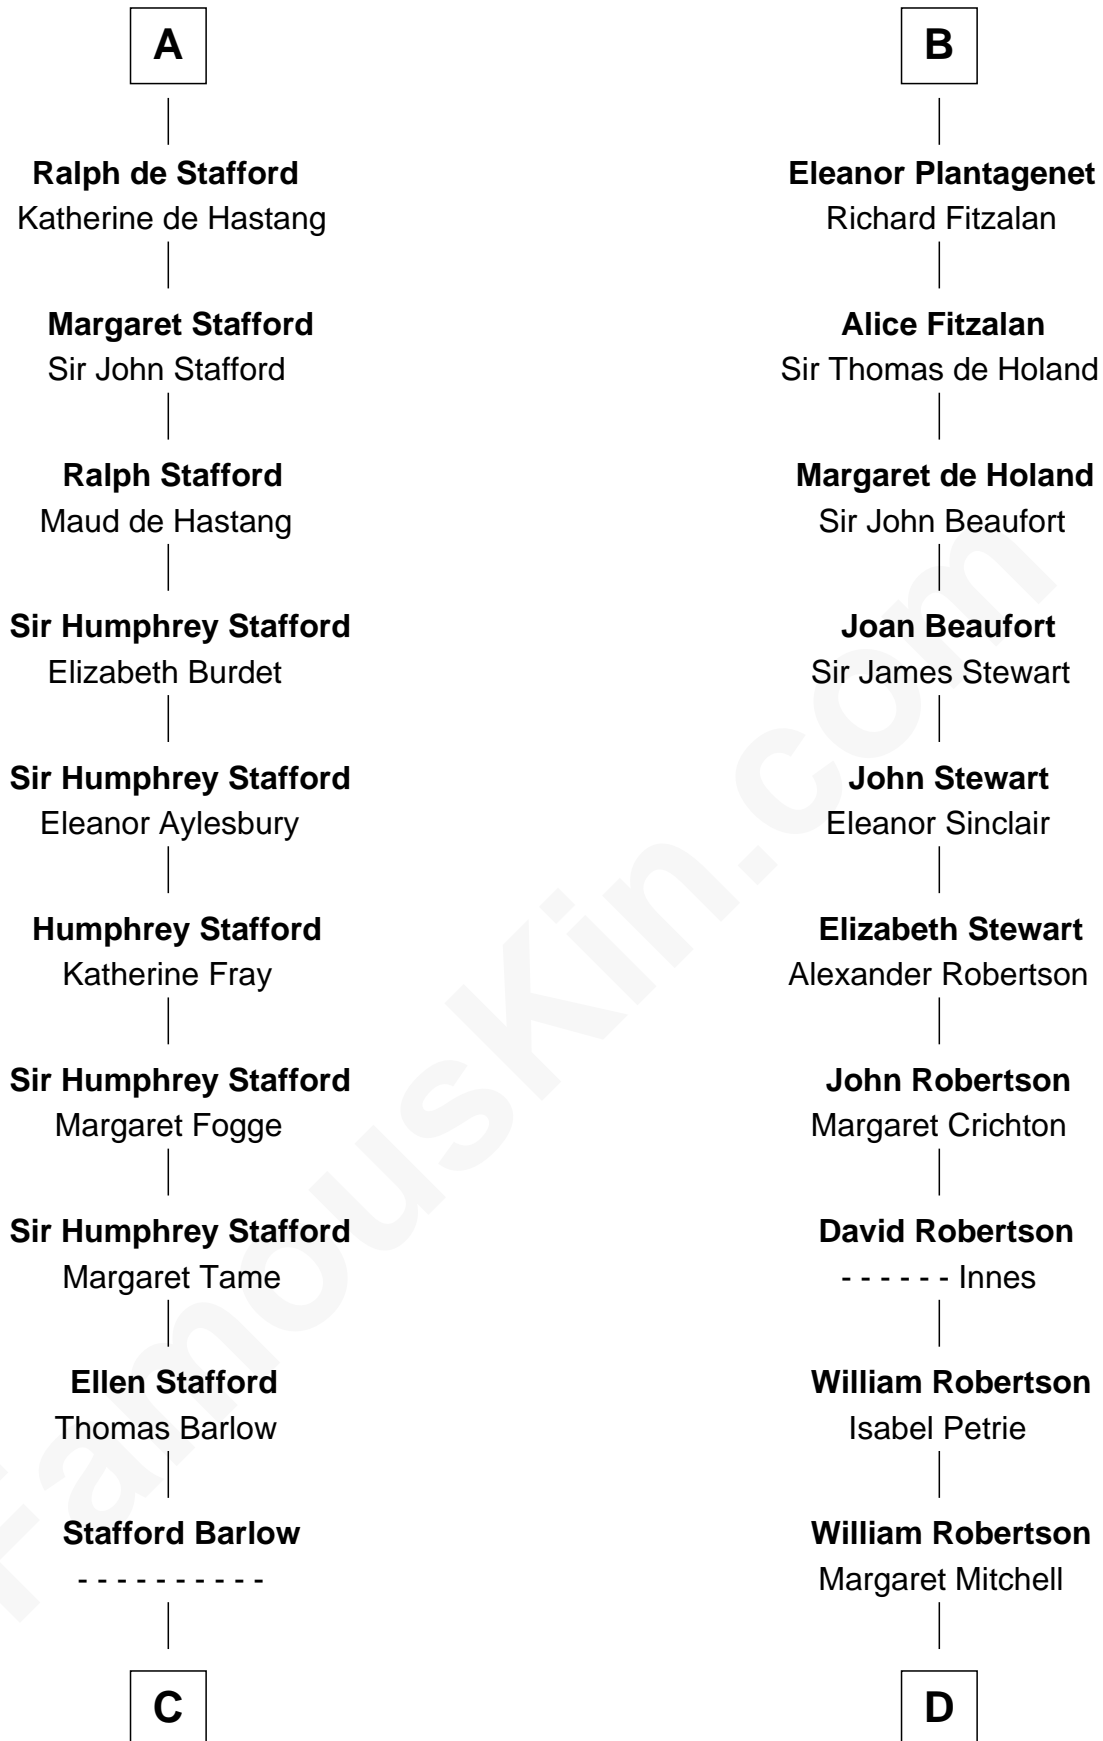 A
Ralph de Stafford
Katherine de Hastang
Margaret Stafford
Sir John Stafford
Ralph Stafford
Maud de Hastang
Sir Humphrey Stafford
Elizabeth Burdet
Sir Humphrey Stafford
Eleanor Aylesbury
Humphrey Stafford
Katherine Fray
Sir Humphrey Stafford
Margaret Fogge
Sir Humphrey Stafford
Margaret Tame
Ellen Stafford
Thomas Barlow
Stafford Barlow
- - - - - - - - - -
C
B
Eleanor Plantagenet
Richard Fitzalan
Alice Fitzalan
Sir Thomas de Holand
Margaret de Holand
Sir John Beaufort
Joan Beaufort
Sir James Stewart
John Stewart
Eleanor Sinclair
Elizabeth Stewart
Alexander Robertson
John Robertson
Margaret Crichton
David Robertson
- - - - - - Innes
William Robertson
Isabel Petrie
William Robertson
Margaret Mitchell
D
FamousKin.com